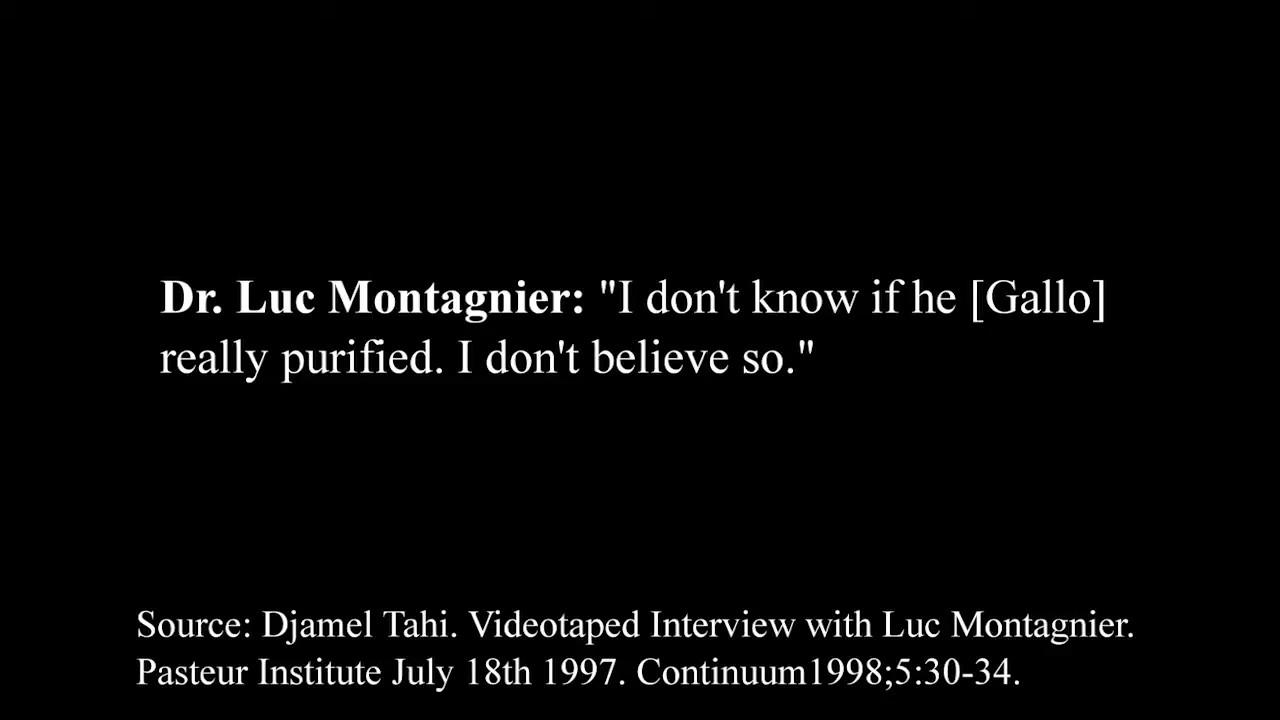 Dr. Luc Montagnier: "I don't know if he [Gallo]
really purified. I don't believe so."
Source: Djamel Tahi. Videotaped Interview with Luc Montagnier.
Pasteur Institute July 18th 1997. Continuum1998;5:30-34.